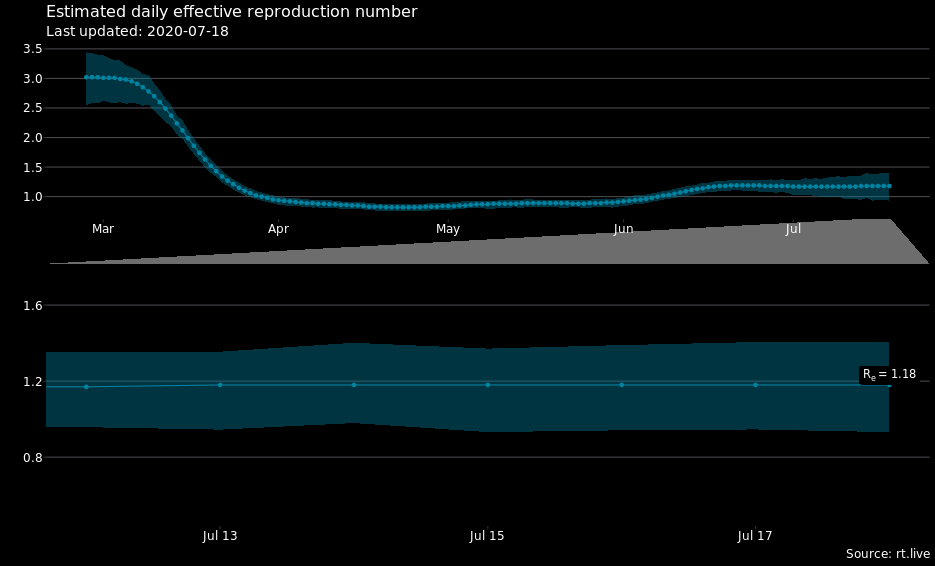 Estimated daily effective reproduction number
Last updated: 2020-07-18
3.5
3.0
2.5
2.0
1.5
1.0
Mar Apr May Jun Jul
1.6
1.2
0.8
Re = 1.18
Jul 13 Jul 15 Jul 17
Source: rt.live